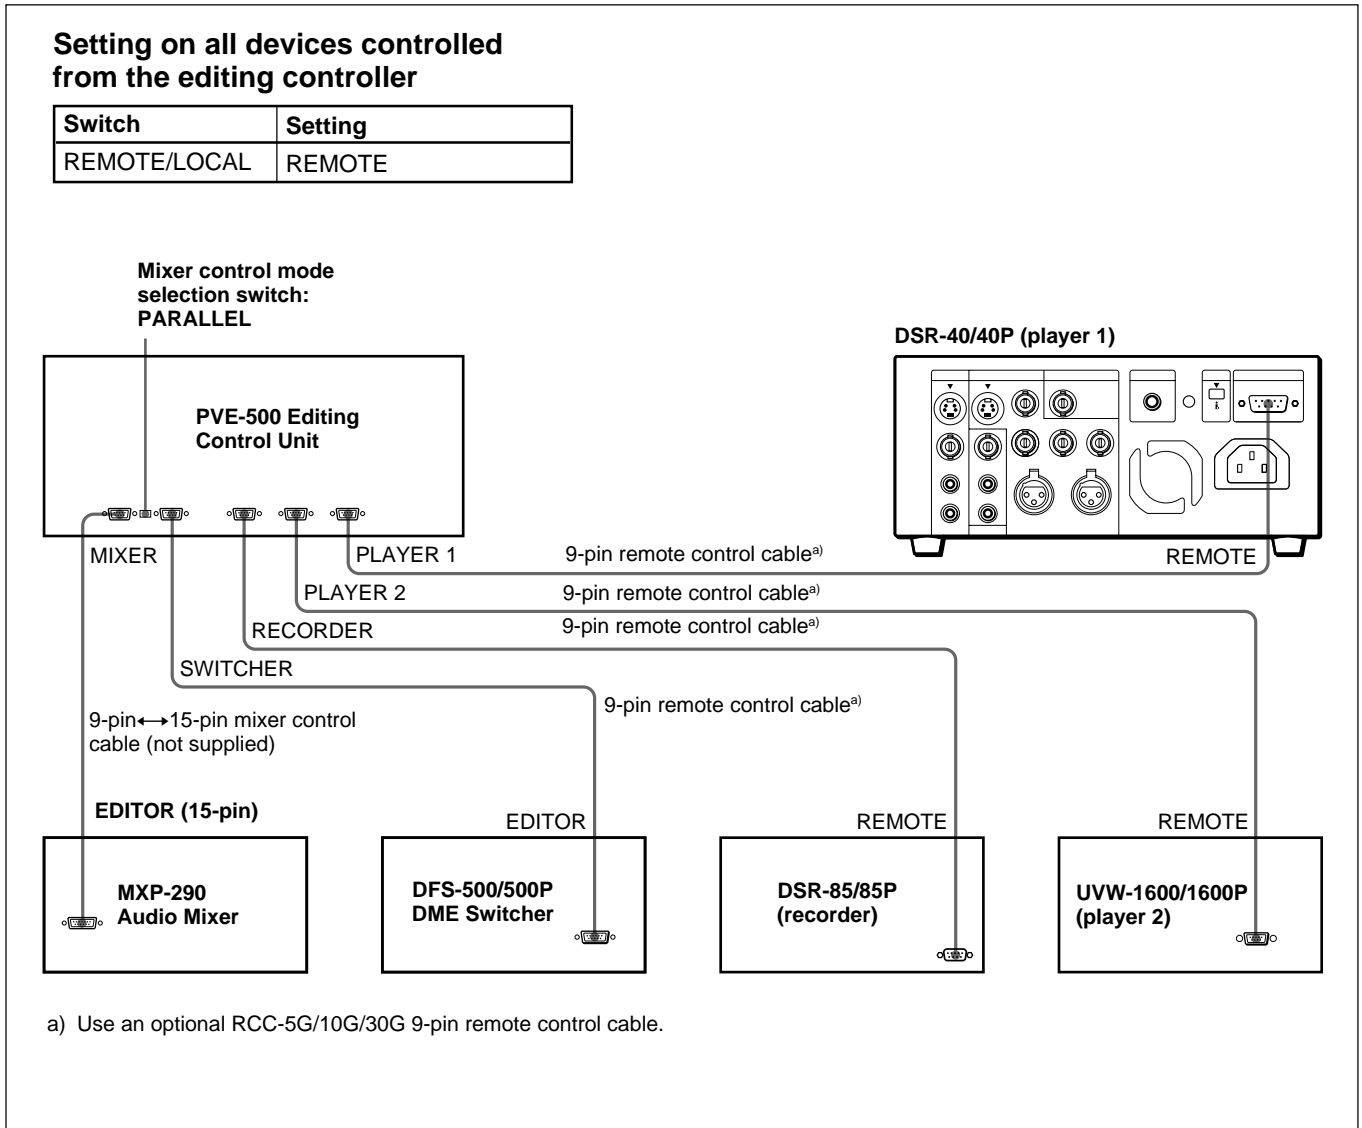 Setting on all devices controlled
from the editing controller
Switch Setting
REMOTE/LOCAL REMOTE
Mixer control mode
selection switch:
PARALLEL
DSR-40/40P (player 1)
PVE-500 Editing
Control Unit
MIXER
PLAYER 1
9-pin remote control cablea)
REMOTE
PLAYER 2
9-pin remote control cablea)
RECORDER
9-pin remote control cablea)
SWITCHER
9-pin remote control cablea)
9-pin↔15-pin mixer control
cable (not supplied)
EDITOR (15-pin)
EDITOR
REMOTE
REMOTE
MXP-290
Audio Mixer
DFS-500/500P
DME Switcher
DSR-85/85P
(recorder)
UVW-1600/1600P
(player 2)
a) Use an optional RCC-5G/10G/30G 9-pin remote control cable.